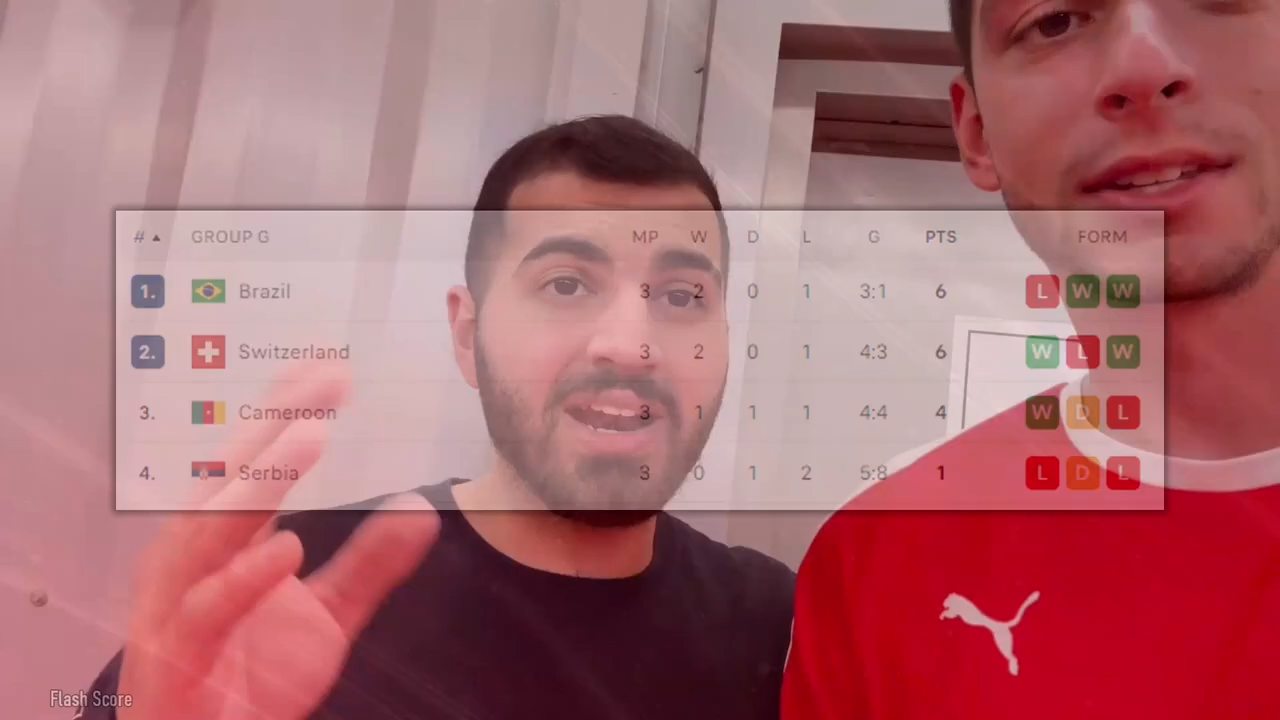 # ▲ GROUP G MP W D L G PTS FORM
1. Brazil 3 2 0 1 3:1 6 L W W
2. Switzerland 3 2 0 1 4:3 6 W L W
3. Cameroon 3 1 1 1 4:4 4 W D L
4. Serbia 3 0 1 2 5:8 1 L D L
Flash Score